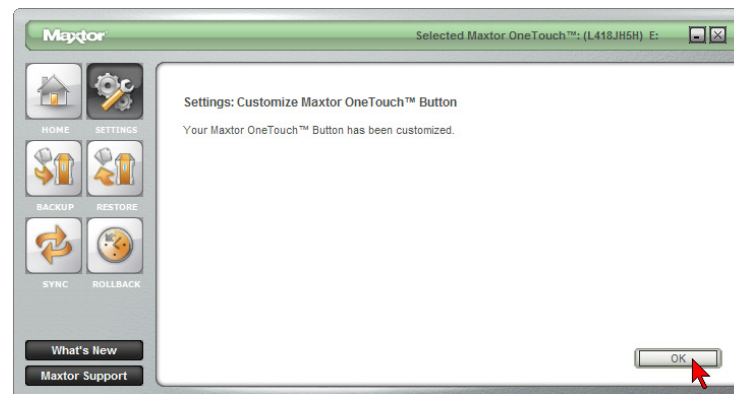 Maxtor
Selected Maxtor OneTouch™: (L418JH5H) E:
HOME SETTINGS
BACKUP RESTORE
SYNC ROLLBACK
What's New
Maxtor Support
Settings: Customize Maxtor OneTouch™ Button
Your Maxtor OneTouch™ Button has been customized.
OK